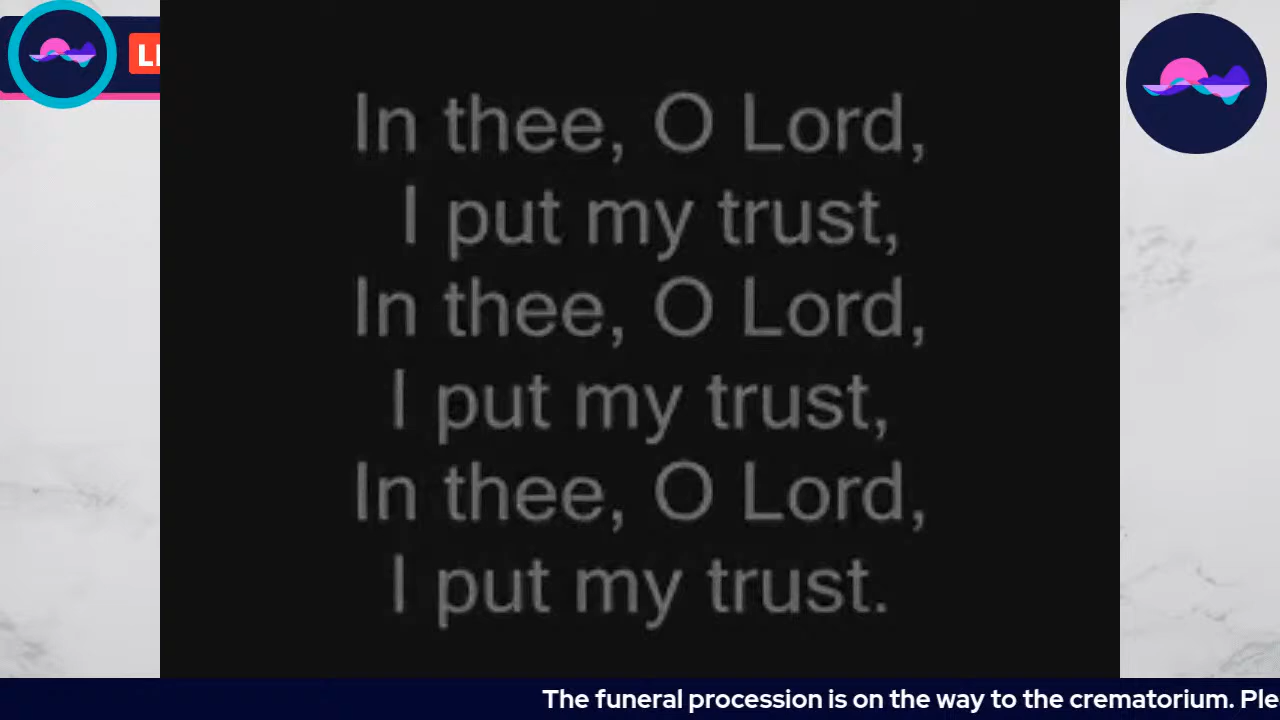 LI
In thee, O Lord,
I put my trust,
In thee, O Lord,
I put my trust,
In thee, O Lord,
I put my trust.
The funeral procession is on the way to the crematorium. Ple